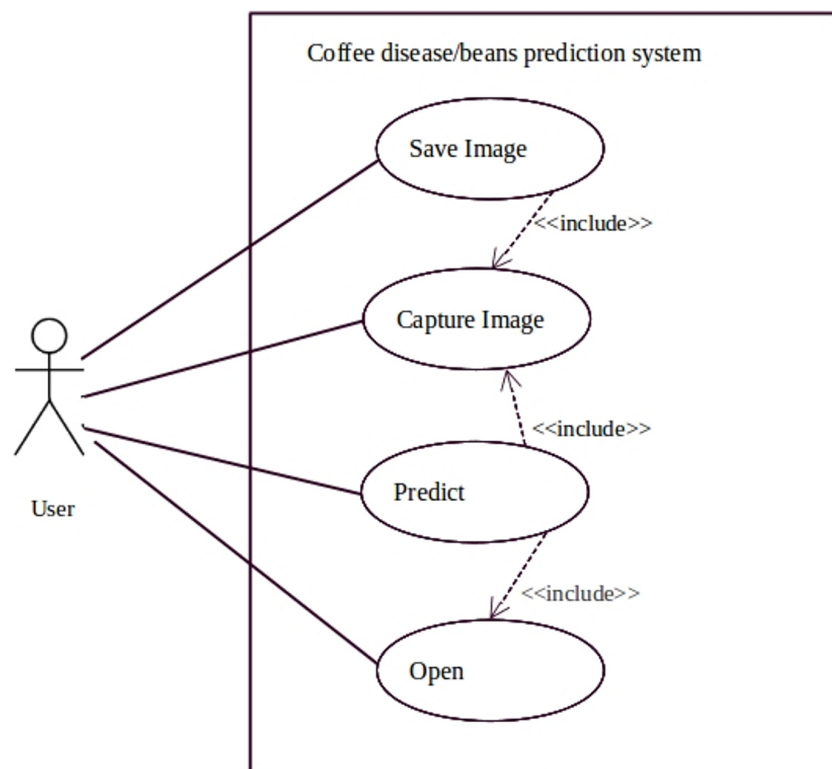 Coffee disease/beans prediction system
Save Image
<<include>>
Capture Image
<<include>>
Predict
User
<<include>>
Open